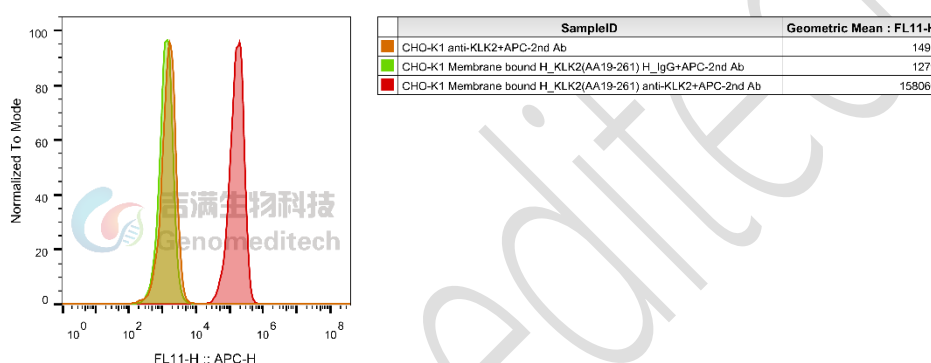 100
80
60
40
20
0
Normalized To Mode
10 0
10 2
10 4
10 6
10 8
FL11-H :: APC-H
吉满生物科技
Genomeditech
SampleID Geometric Mean : FL11-H
CHO-K1 anti-KLK2+APC-2nd Ab 149
CHO-K1 Membrane bound H_KLK2(AA19-261) H_IgG+APC-2nd Ab 127
CHO-K1 Membrane bound H_KLK2(AA19-261) anti-KLK2+APC-2nd Ab 15806